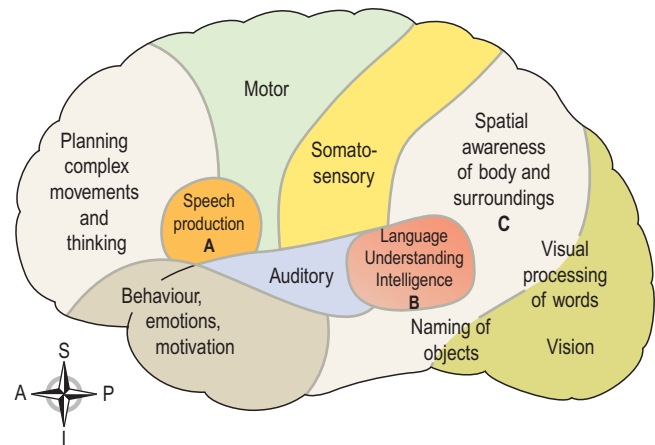 Motor
Planning
complex
movements
and
thinking
Somato-
sensory
Spatial
awareness
of body and
surroundings
C
Speech
production
A
Language
Understanding
Intelligence
B
Auditory
Visual
processing
of words
Behaviour,
emotions,
motivation
Naming of
objects
Vision
S
A
P
I